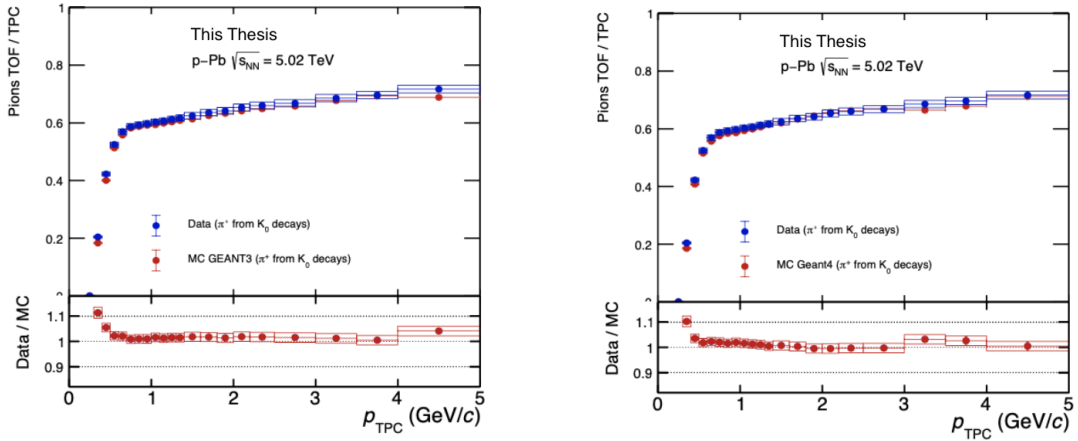 Pions TOF / TPC
1
0.8
0.6
0.4
0.2
0
This Thesis
p−Pb √sNN = 5.02 TeV
Data (π⁺ from K₀ decays)
MC GEANT3 (π⁺ from K₀ decays)
Data / MC
1.1
1
0.9
0 1 2 3 4 5
pTPC (GeV/c)
Pions TOF / TPC
1
0.8
0.6
0.4
0.2
0
This Thesis
p−Pb √sNN = 5.02 TeV
Data (π⁺ from K₀ decays)
MC Geant4 (π⁺ from K₀ decays)
Data / MC
1.1
1
0.9
0 1 2 3 4 5
pTPC (GeV/c)